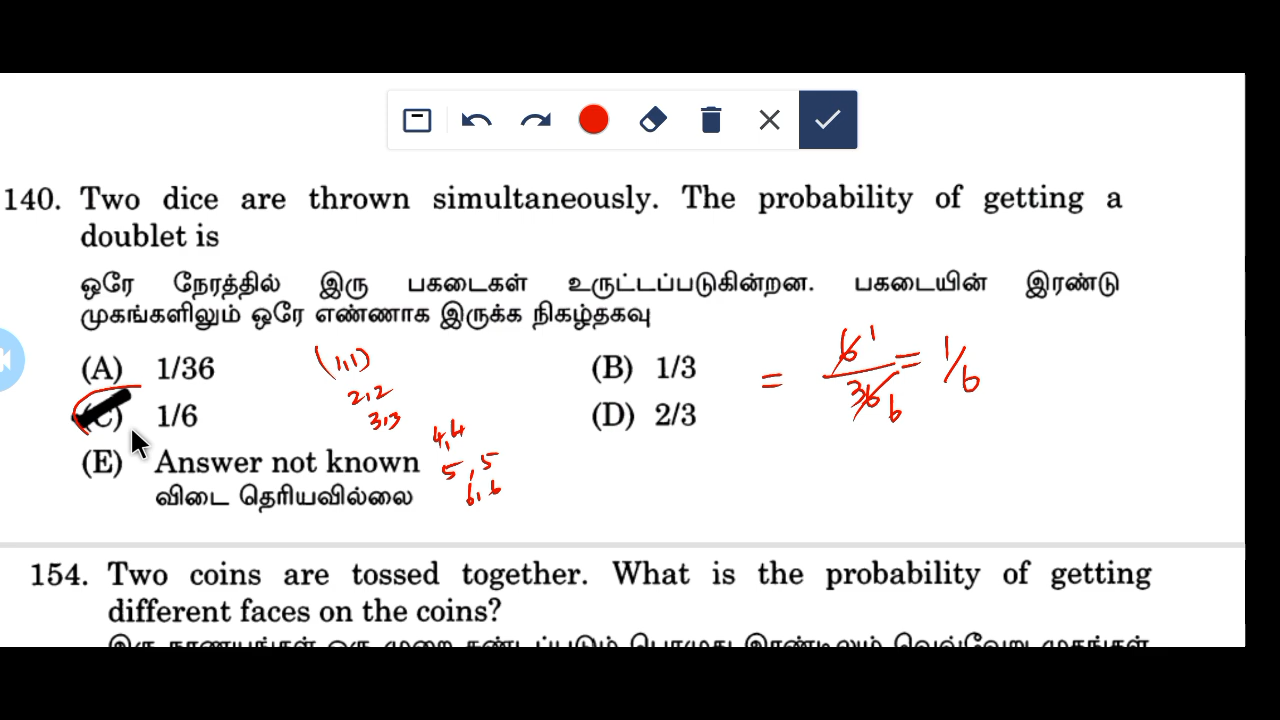 140. Two dice are thrown simultaneously. The probability of getting a
doublet is
ஒரே நேரத்தில் இரு பகடைகள் உருட்டப்படுகின்றன. பகடையின் இரண்டு
முகங்களிலும் ஒரே எண்ணாக இருக்க நிகழ்தகவு
(A) 1/36
(B) 1/3
(C) 1/6
(D) 2/3
(E) Answer not known
விடை தெரியவில்லை
(1,1)
2,2
3,3
4,4
5,5
6,6
= 6 1 / 36 6 = 1/6
154. Two coins are tossed together. What is the probability of getting
different faces on the coins?